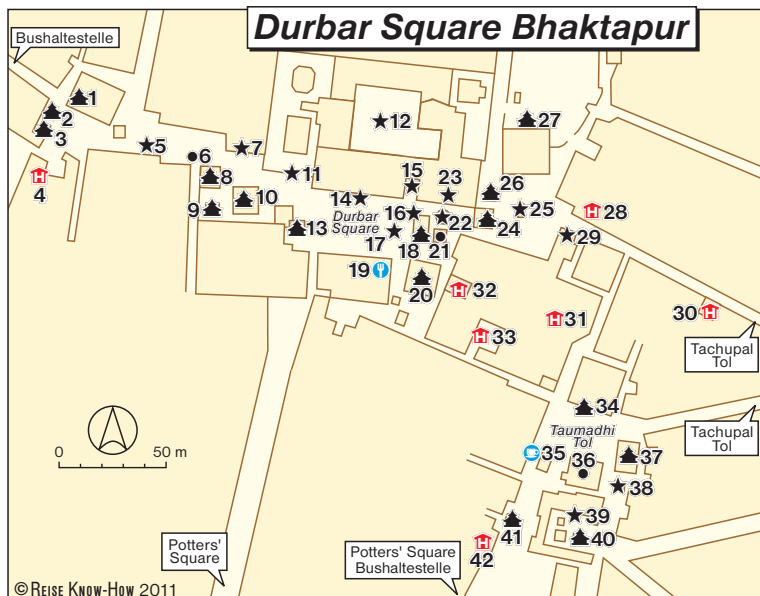 Durbar Square Bhaktapur
Bushaltestelle
1
2
3
4
5
6
7
8
9
10
11
12
13
14
15
16
17
18
19
20
21
22
23
24
25
26
27
28
29
30
31
32
33
Durbar
Square
Tachupal
Tol
34
Taumadhi
Tol
35
36
37
Tachupal
Tol
38
39
40
41
42
0
50 m
Potters'
Square
Potters' Square
Bushaltestelle
© REISE KNOW-HOW 2011